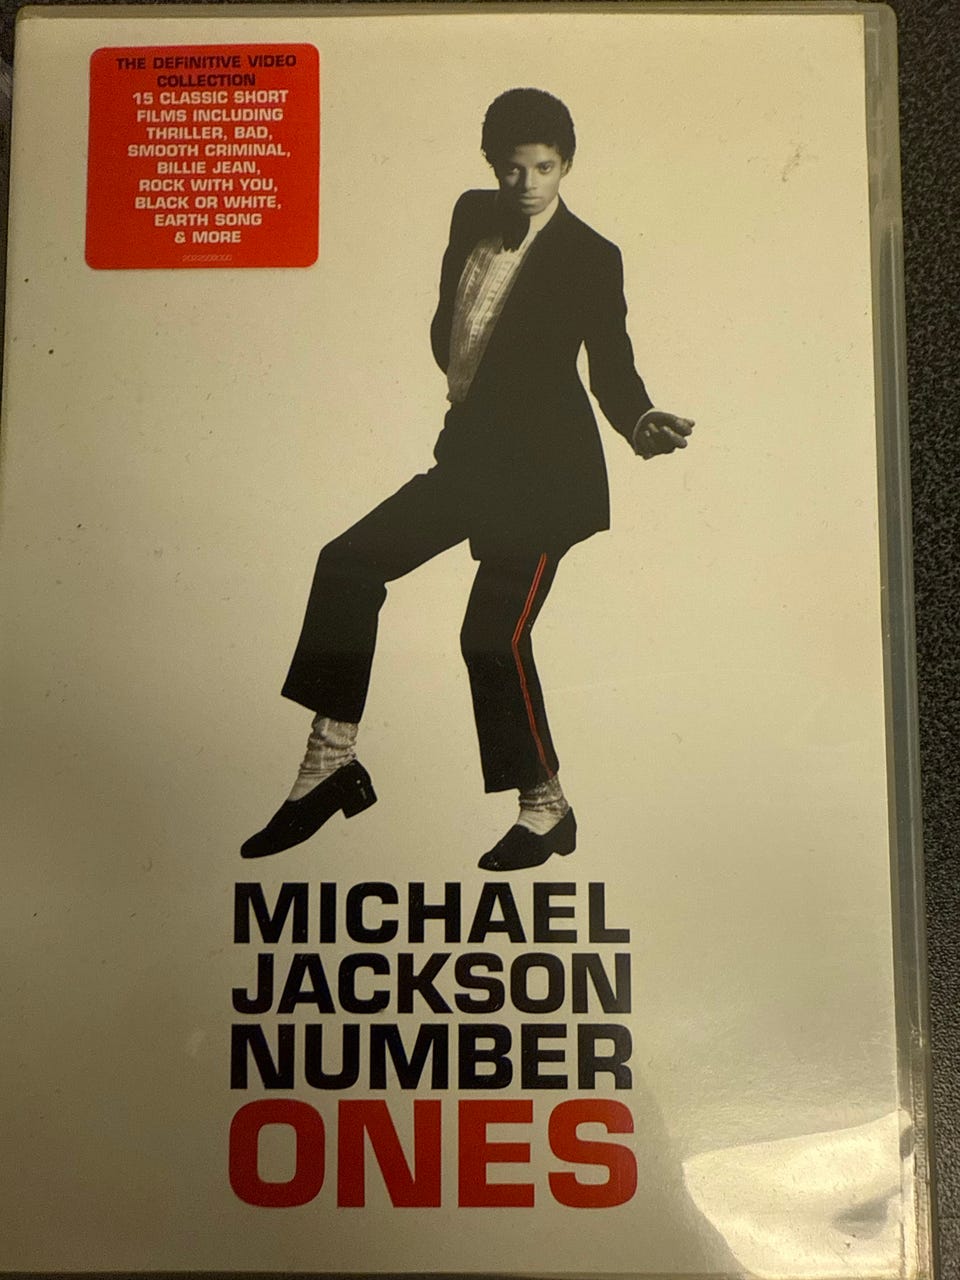 THE DEFINITIVE VIDEO
COLLECTION
15 CLASSIC SHORT
FILMS INCLUDING
THRILLER, BAD,
SMOOTH CRIMINAL,
BILLIE JEAN,
ROCK WITH YOU,
BLACK OR WHITE,
EARTH SONG
& MORE
MICHAEL
JACKSON
NUMBER
ONES